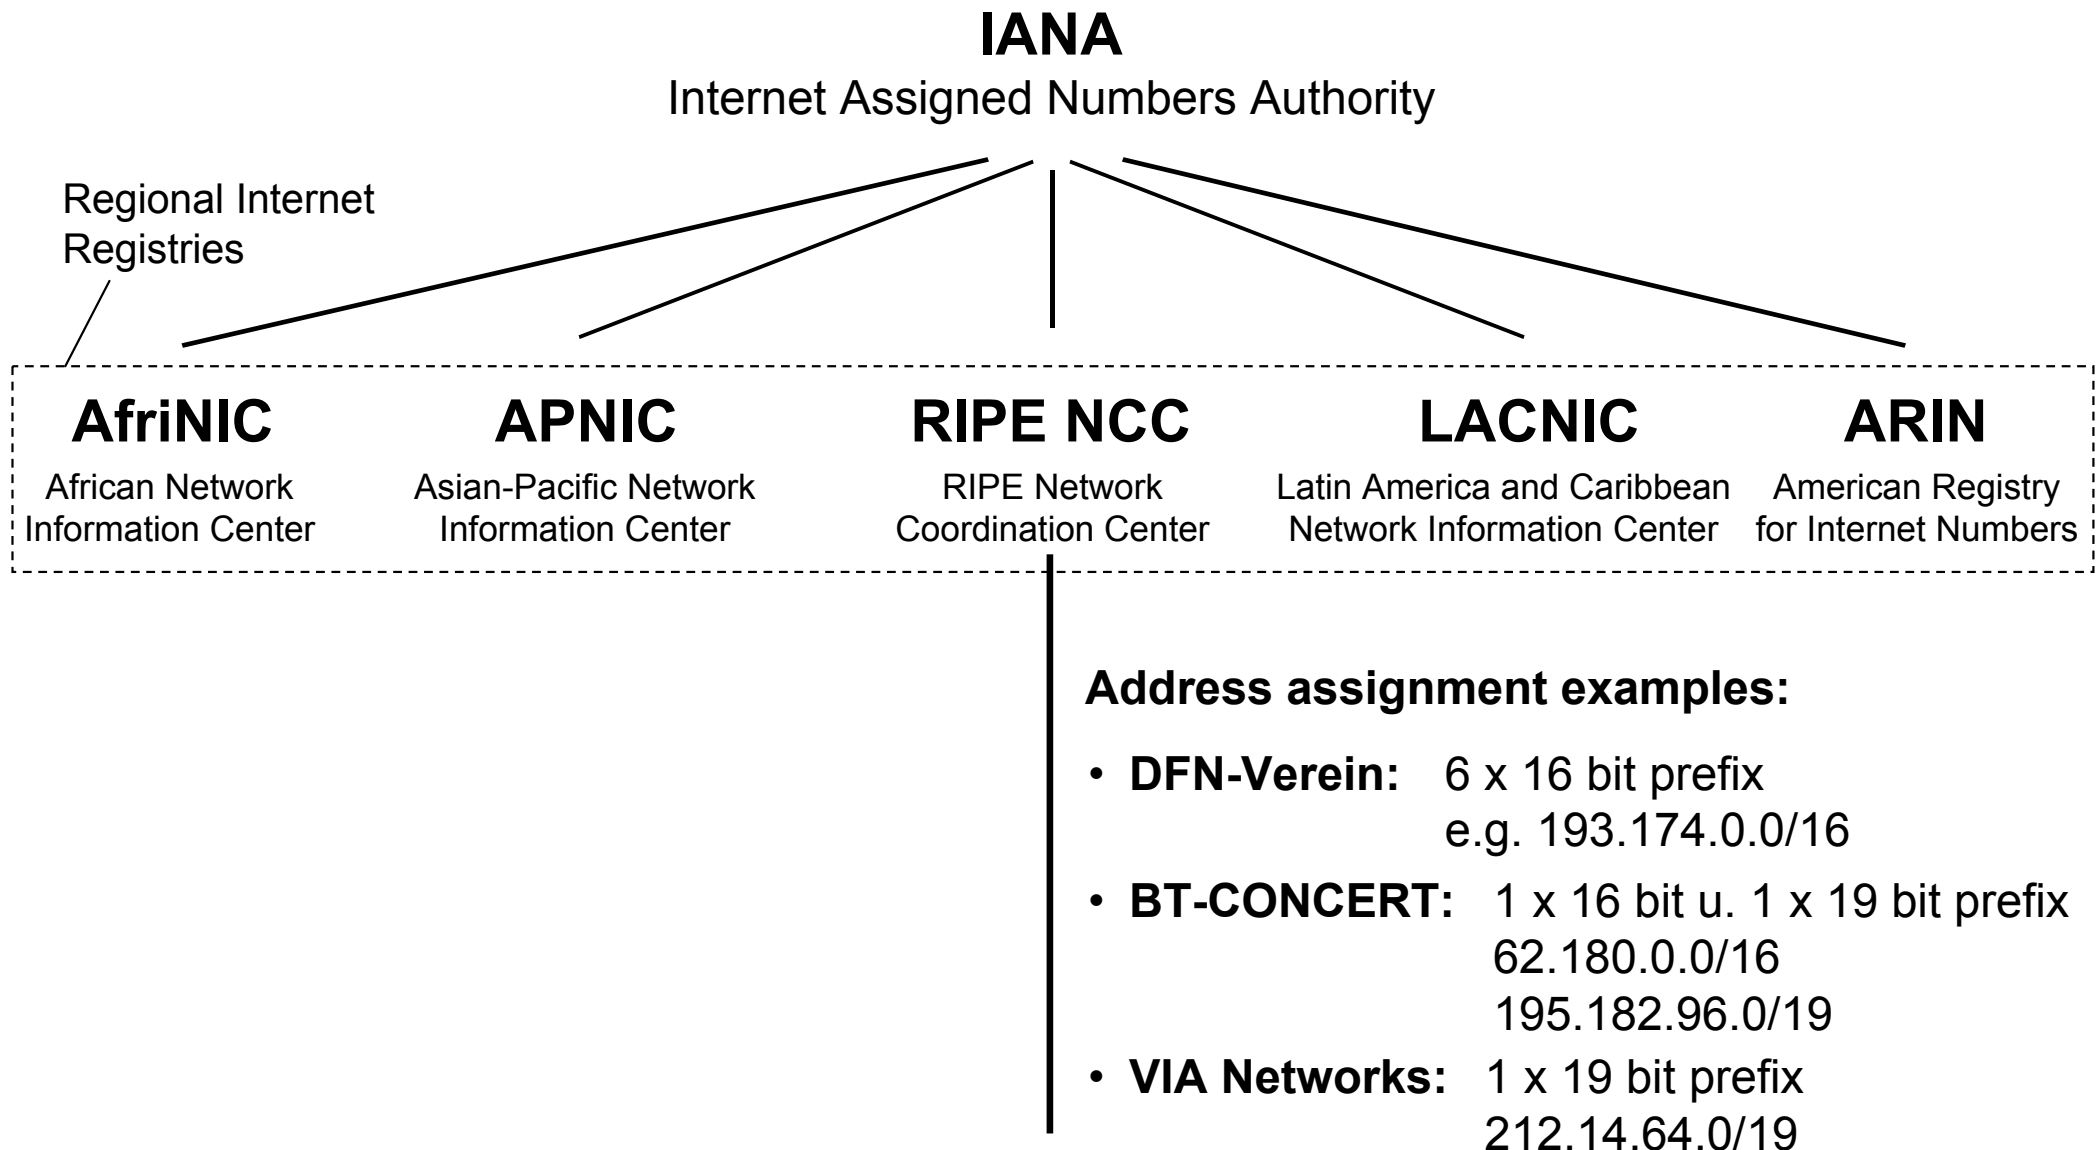 IANA
Internet Assigned Numbers Authority
Regional Internet
Registries
AfriNIC
African Network
Information Center
APNIC
Asian-Pacific Network
Information Center
RIPE NCC
RIPE Network
Coordination Center
LACNIC
Latin America and Caribbean
Network Information Center
ARIN
American Registry
for Internet Numbers
Address assignment examples:
• DFN-Verein: 6 x 16 bit prefix
e.g. 193.174.0.0/16
• BT-CONCERT: 1 x 16 bit u. 1 x 19 bit prefix
62.180.0.0/16
195.182.96.0/19
• VIA Networks: 1 x 19 bit prefix
212.14.64.0/19